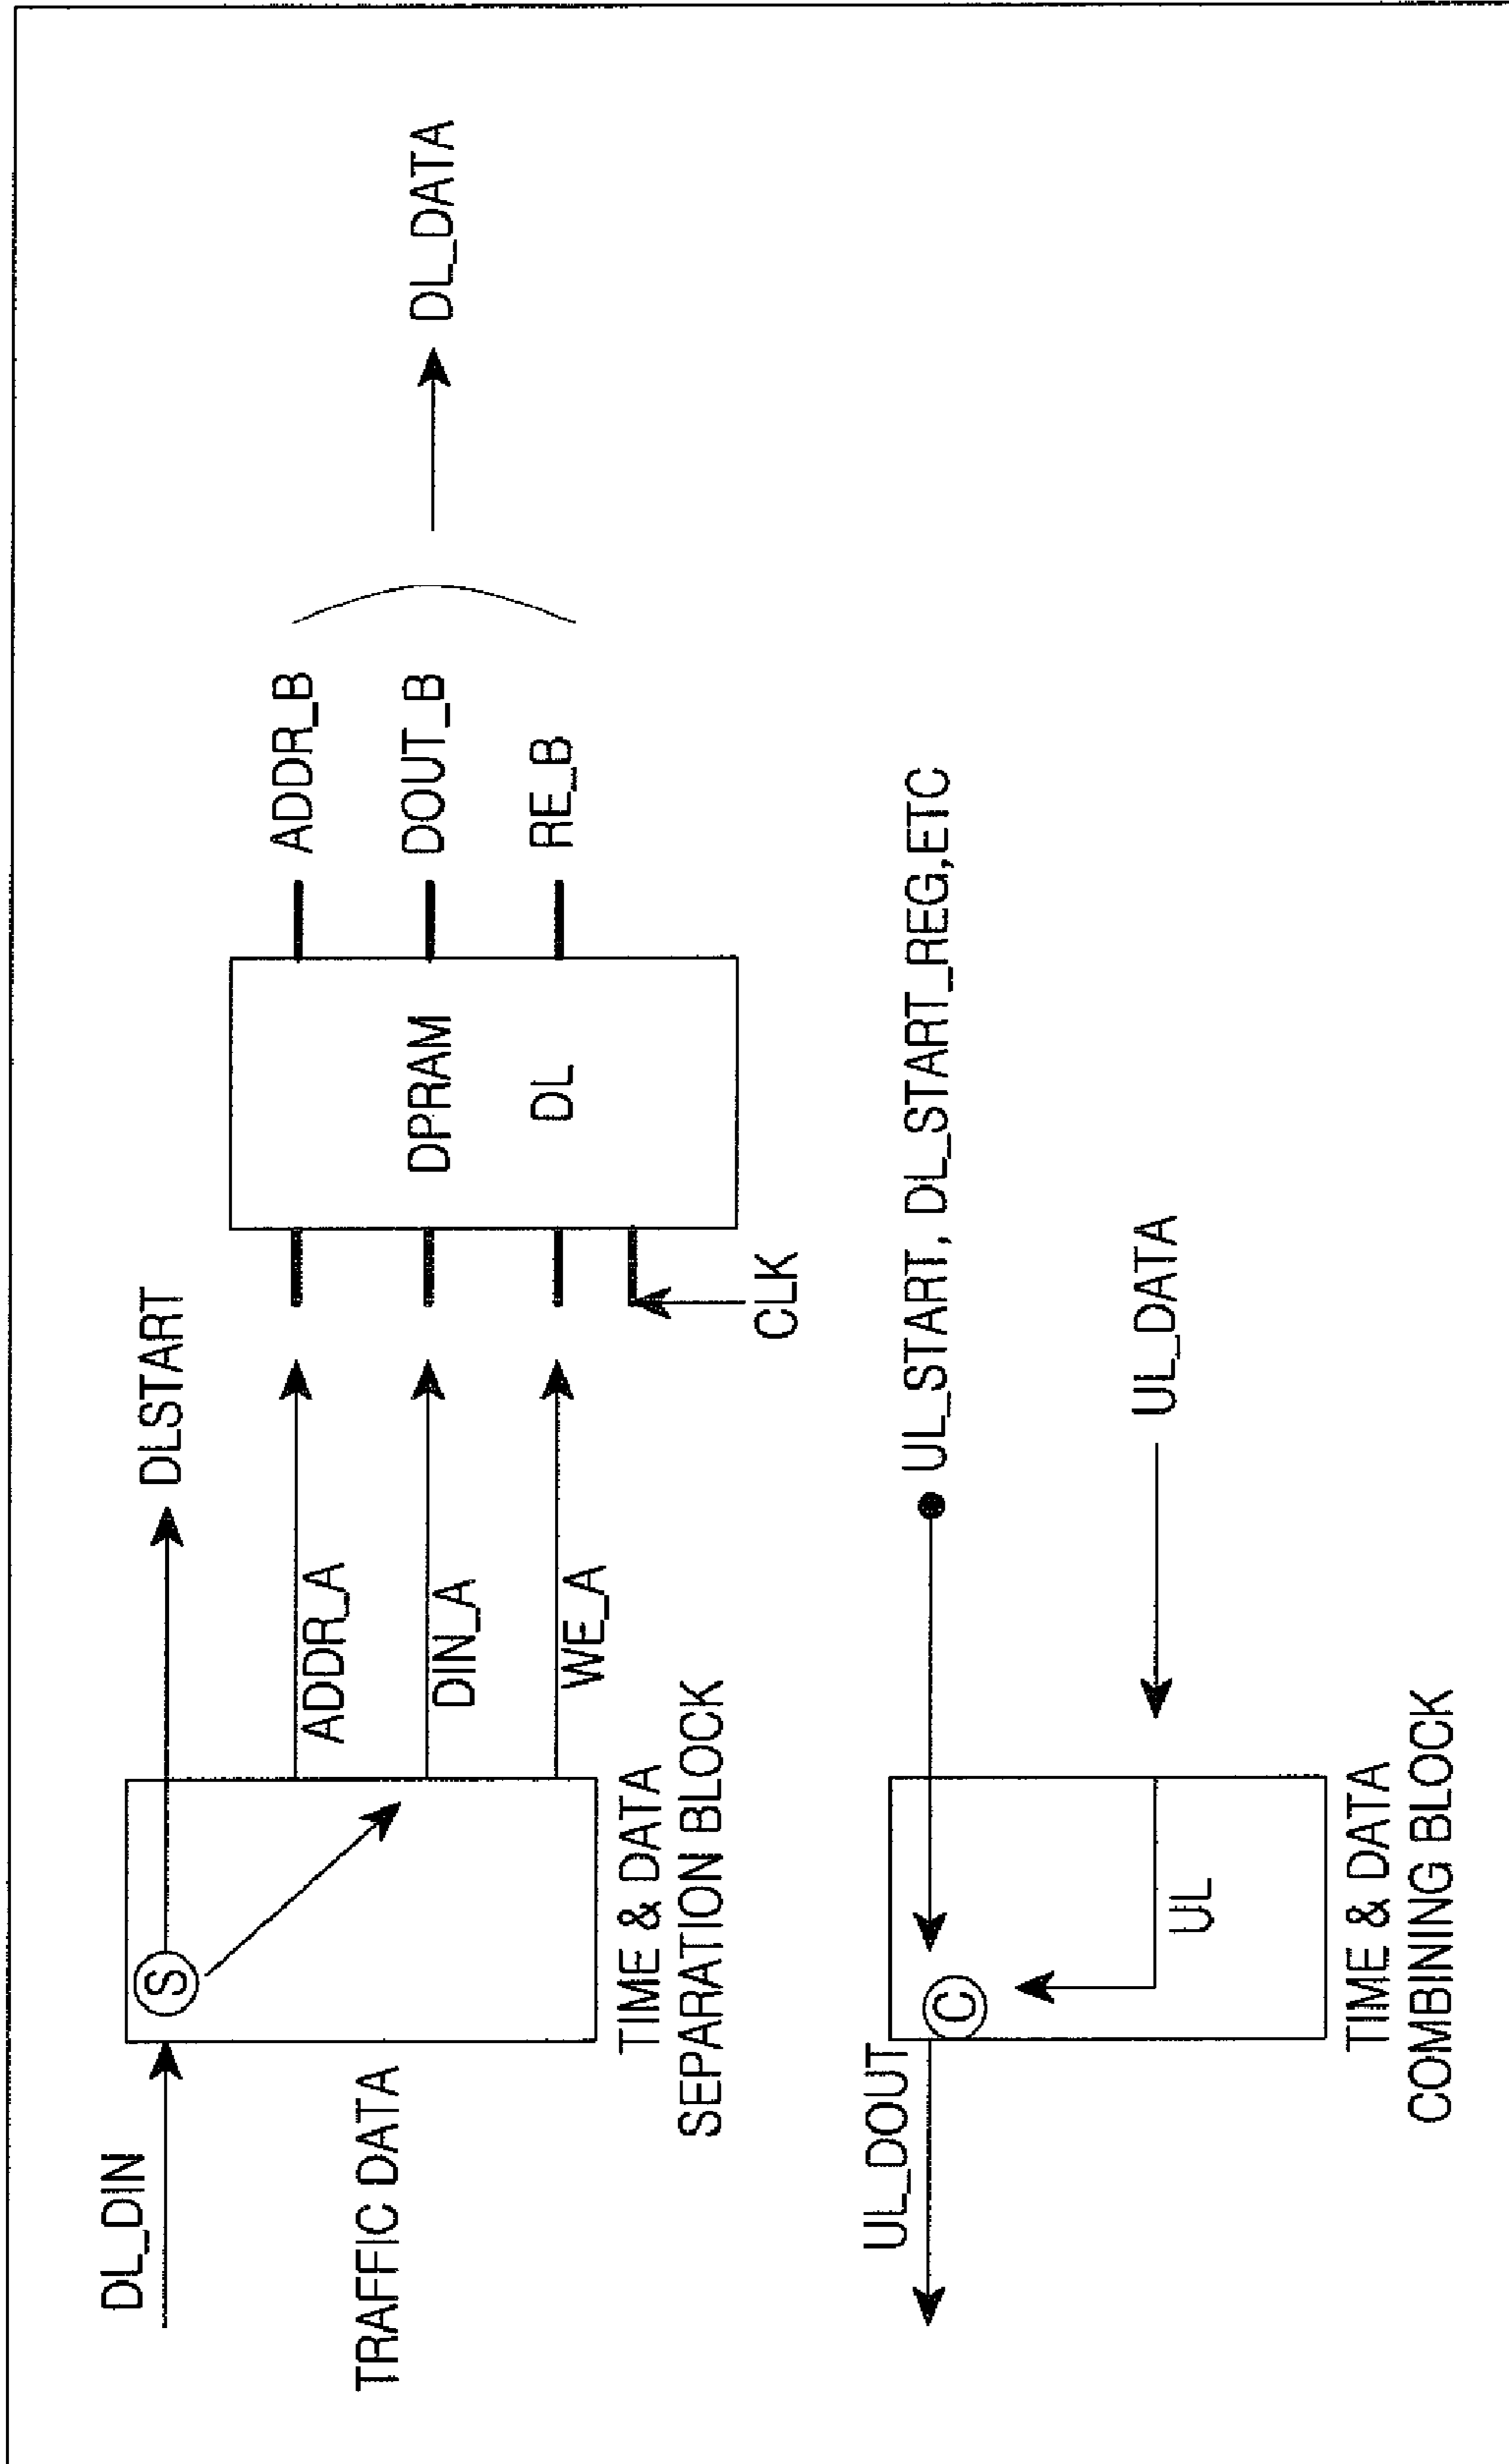 DL_DIN
TRAFFIC DATA
S
DLSTART
ADDR_A
DIN_A
WE_A
TIME & DATA
SEPARATION BLOCK
CLK
DPRAM
DL
ADDR_B
DOUT_B
RE_B
DL_DATA
UL_DOUT
C
UL
TIME & DATA
COMBINING BLOCK
UL_START, DL_START_REG,ETC
UL_DATA